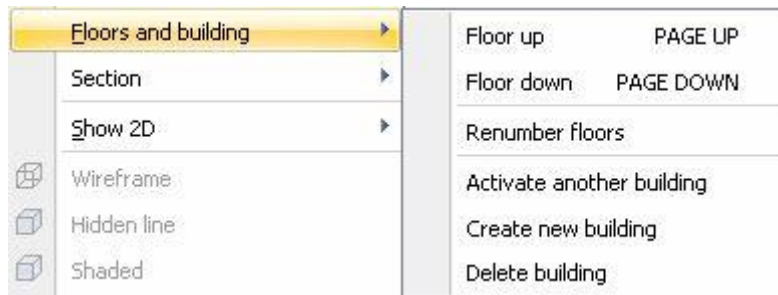 Floors and building
Section
Show 2D
Wireframe
Hidden line
Shaded
Floor up PAGE UP
Floor down PAGE DOWN
Renumber floors
Activate another building
Create new building
Delete building